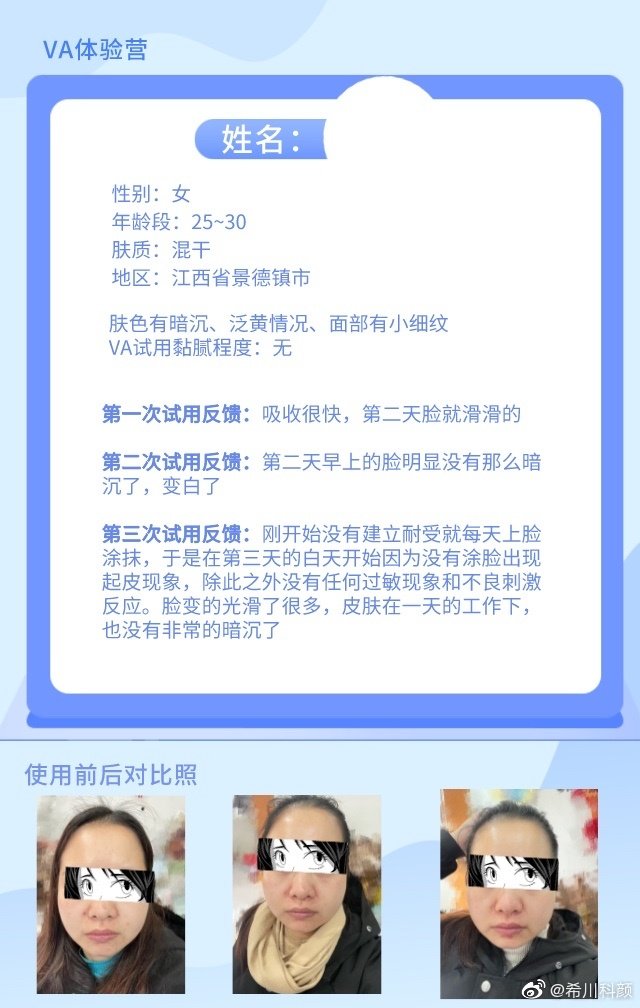 VA体验营
姓名：
性别：女
年龄段：25~30
肤质：混干
地区：江西省景德镇市
肤色有暗沉、泛黄情况、面部有小细纹
VA试用黏腻程度：无
第一次试用反馈：吸收很快，第二天脸就滑滑的
第二次试用反馈：第二天早上的脸明显没有那么暗
沉了，变白了
第三次试用反馈：刚开始没有建立耐受就每天上脸
涂抹，于是在第三天的白天开始因为没有涂脸出现
起皮现象，除此之外没有任何过敏现象和不良刺激
反应。脸变的光滑了很多，皮肤在一天的工作下，
也没有非常的暗沉了
使用前后对比照
@希川科颜